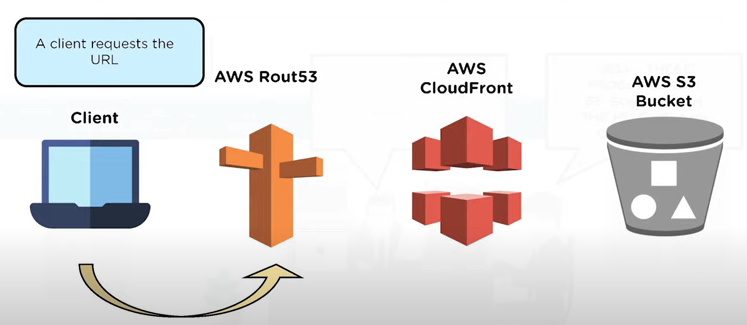 A client requests the
URL
AWS Rout53
AWS
CloudFront
AWS S3
Bucket
Client